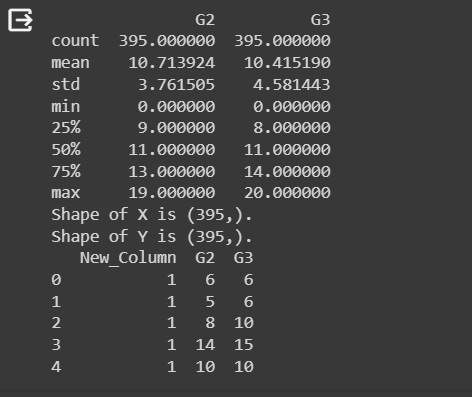 G2 G3
count 395.000000 395.000000
mean 10.713924 10.415190
std 3.761505 4.581443
min 0.000000 0.000000
25% 9.000000 8.000000
50% 11.000000 11.000000
75% 13.000000 14.000000
max 19.000000 20.000000
Shape of X is (395,).
Shape of Y is (395,).
New_Column G2 G3
0 1 6 6
1 1 5 6
2 1 8 10
3 1 14 15
4 1 10 10